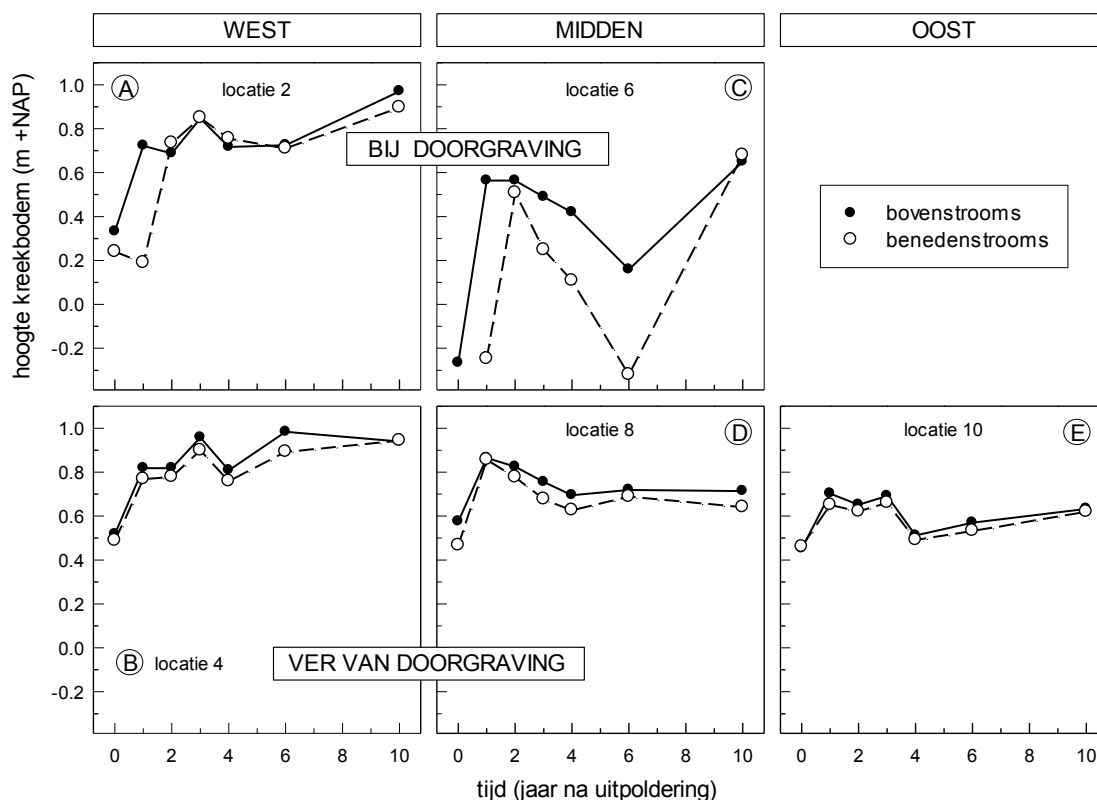 WEST
MIDDEN
OOST
A
locatie 2
locatie 6
C
BIJ DOORGRAVING
bovenstrooms
benedenstrooms
hoogte kreekbodem (m +NAP)
1.0
0.8
0.6
0.4
0.2
0.0
-0.2
locatie 8
D
locatie 10
E
1.0
0.8
0.6
0.4
0.2
0.0
-0.2
B
locatie 4
VER VAN DOORGRAVING
0 2 4 6 8 10
0 2 4 6 8 10
0 2 4 6 8 10
tijd (jaar na uitpoldering)